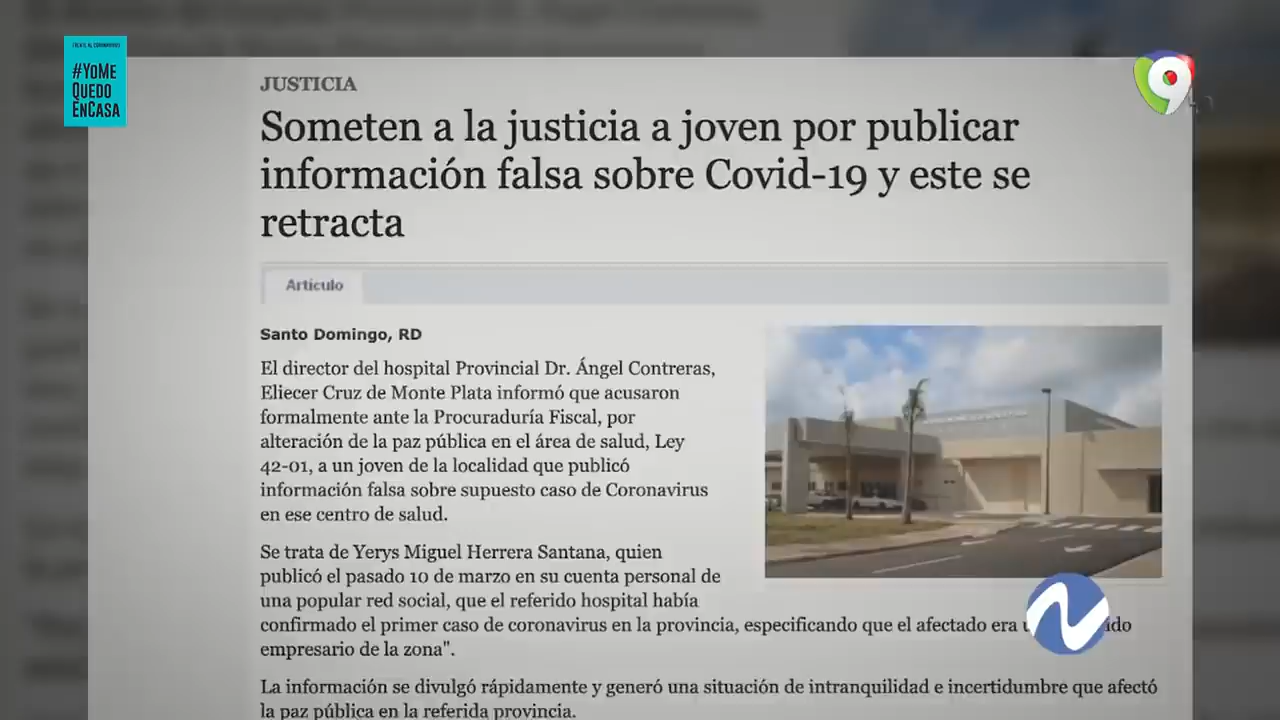 FRENTE AL CORONAVIRUS
#YOME
QUEDO
ENCASA
9
JUSTICIA
Someten a la justicia a joven por publicar
información falsa sobre Covid-19 y este se
retracta
Artículo
Santo Domingo, RD
El director del hospital Provincial Dr. Ángel Contreras,
Eliecer Cruz de Monte Plata informó que acusaron
formalmente ante la Procuraduría Fiscal, por
alteración de la paz pública en el área de salud, Ley
42-01, a un joven de la localidad que publicó
información falsa sobre supuesto caso de Coronavirus
en ese centro de salud.
Se trata de Yerys Miguel Herrera Santana, quien
publicó el pasado 10 de marzo en su cuenta personal de
una popular red social, que el referido hospital había
confirmado el primer caso de coronavirus en la provincia, especificando que el afectado era
empresario de la zona".
La información se divulgó rápidamente y generó una situación de intranquilidad e incertidumbre que afectó
la paz pública en la referida provincia.